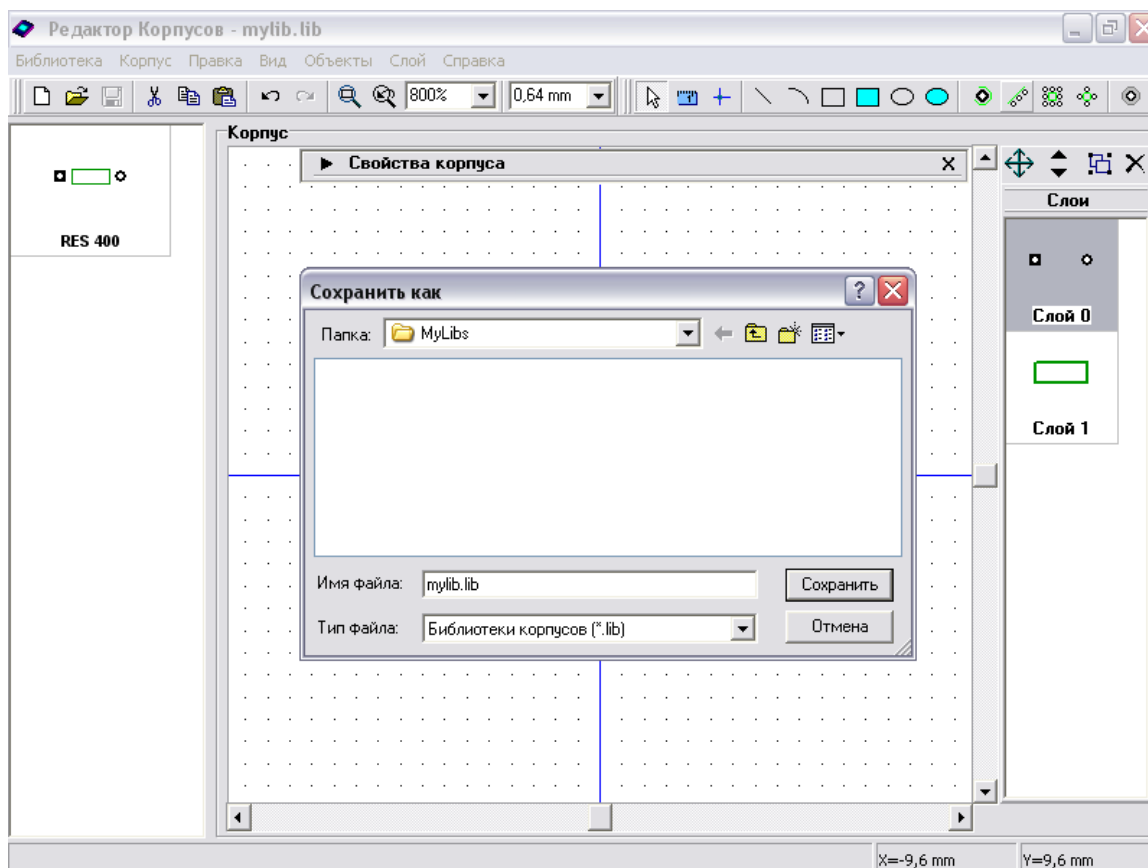 Редактор Корпусов - mylib.lib
Библиотека Корпус Правка Вид Объекты Слой Справка
800% 0,64 mm
Корпус
Свойства корпуса
Слои
RES 400
Слой 0
Слой 1
Сохранить как
Папка: MyLibs
Имя файла: mylib.lib Сохранить
Тип файла: Библиотеки корпусов (*.lib) Отмена
X=-9,6 mm Y=9,6 mm